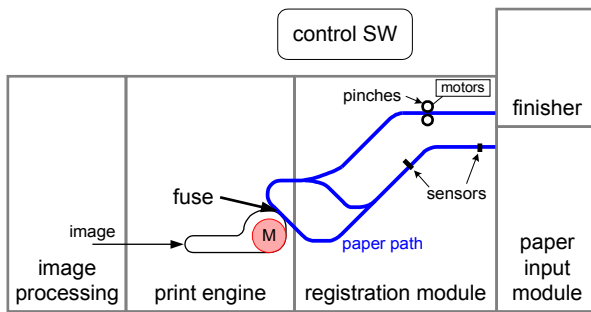 control SW
motors
pinches
finisher
sensors
fuse
M
image
paper path
image
processing
print engine
registration module
paper
input
module